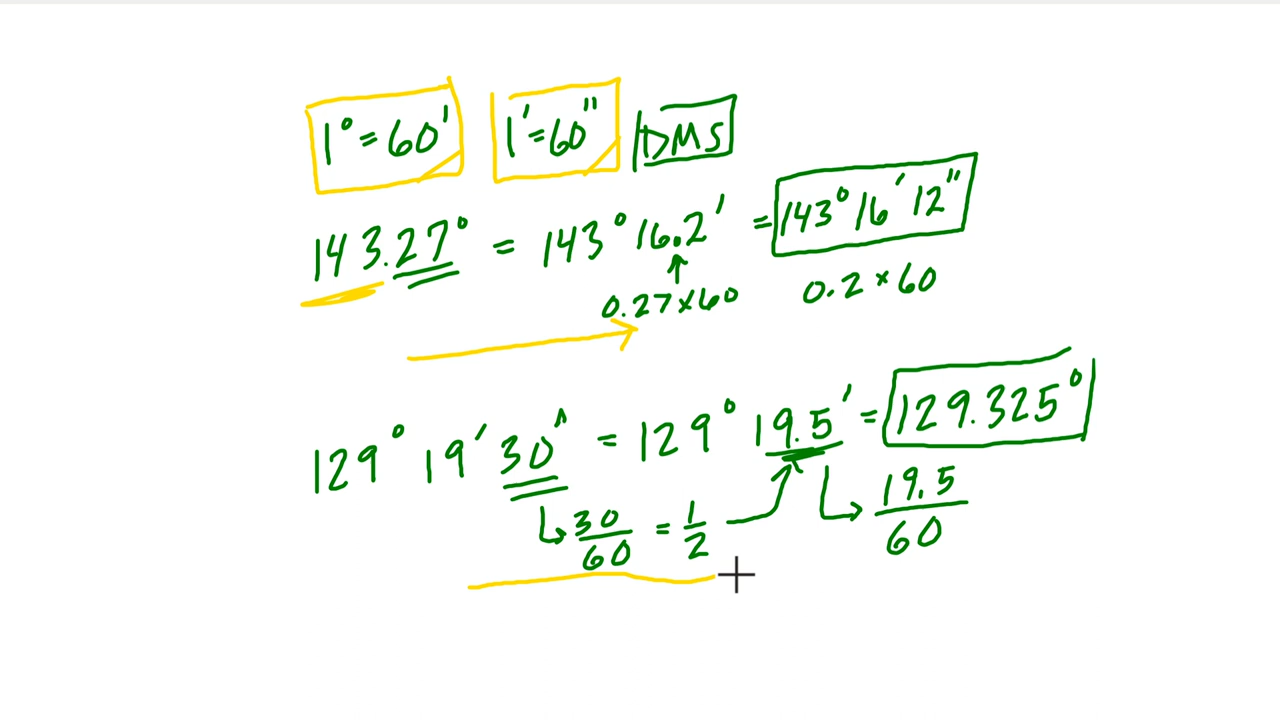 1° = 60' 1' = 60" DMS
143.27° = 143° 16.2' = 143° 16' 12"
0.27 × 60 0.2 × 60
129° 19' 30" = 129° 19.5' = 129.325°
30/60 = 1/2 19.5/60